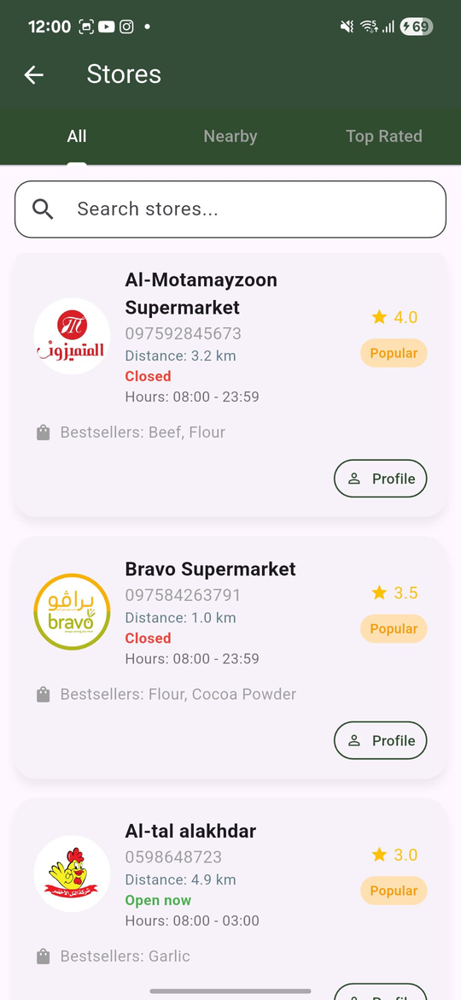 12:00
69
Stores
All
Nearby
Top Rated
Search stores...
Al-Motamayzoon
Supermarket
097592845673
Distance: 3.2 km
Closed
Hours: 08:00 - 23:59
4.0
Popular
المتميزون
Bestsellers: Beef, Flour
Profile
Bravo Supermarket
097584263791
Distance: 1.0 km
Closed
Hours: 08:00 - 23:59
3.5
Popular
برافو
bravo
Bestsellers: Flour, Cocoa Powder
Profile
Al-tal alakhdar
0598648723
Distance: 4.9 km
Open now
Hours: 08:00 - 03:00
3.0
Popular
Bestsellers: Garlic
Profile